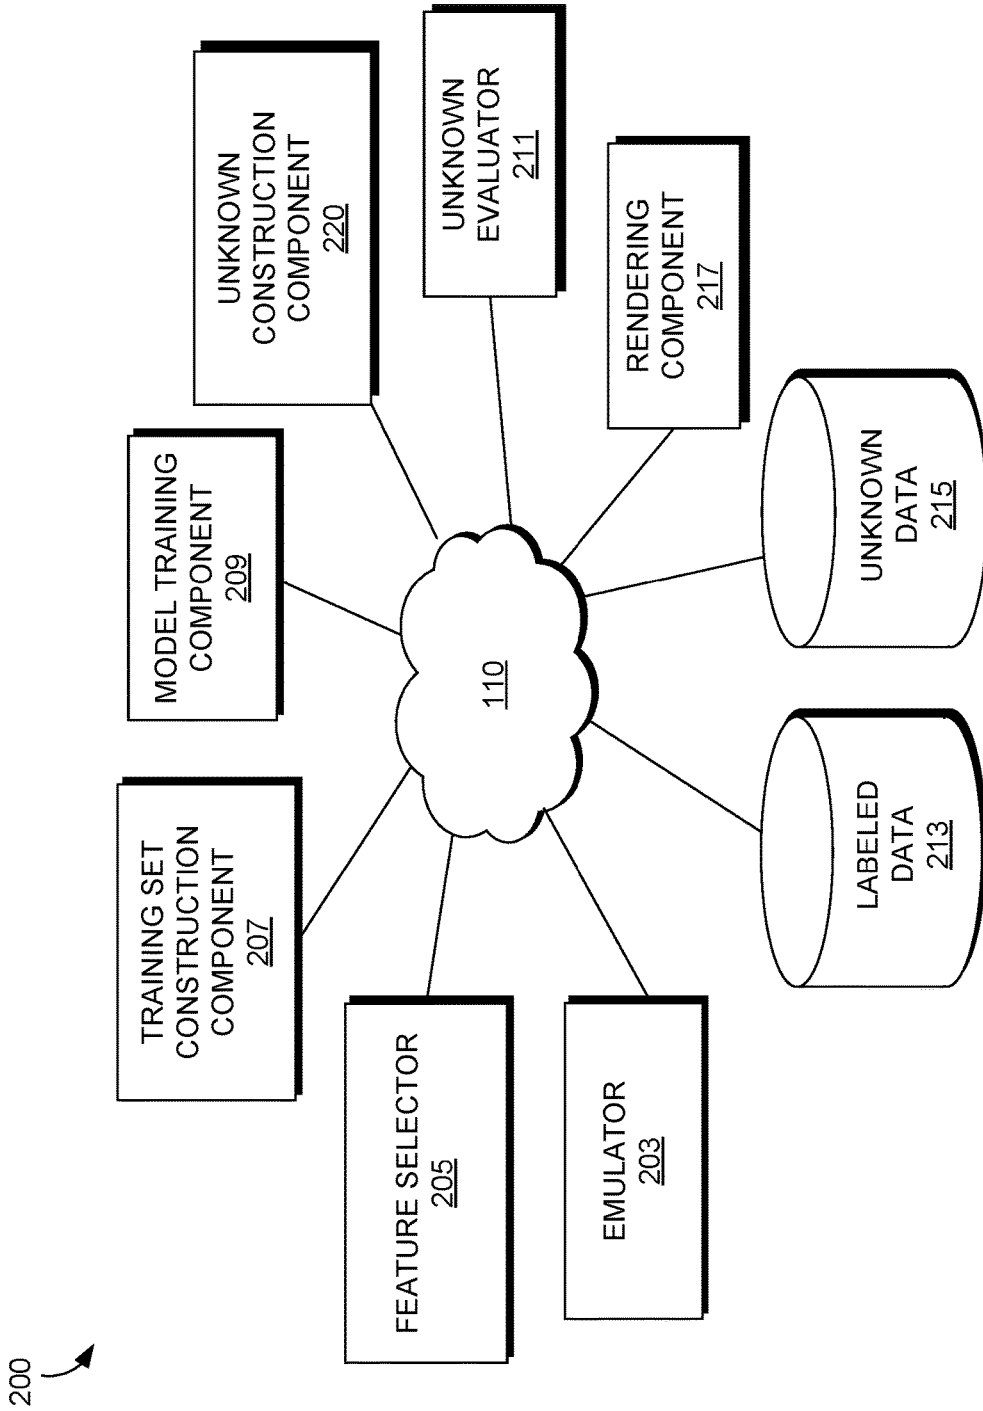 200
TRAINING SET
CONSTRUCTION
COMPONENT
207
MODEL TRAINING
COMPONENT
209
UNKNOWN
CONSTRUCTION
COMPONENT
220
FEATURE SELECTOR
205
110
UNKNOWN
EVALUATOR
211
EMULATOR
203
RENDERING
COMPONENT
217
LABELED
DATA
213
UNKNOWN
DATA
215